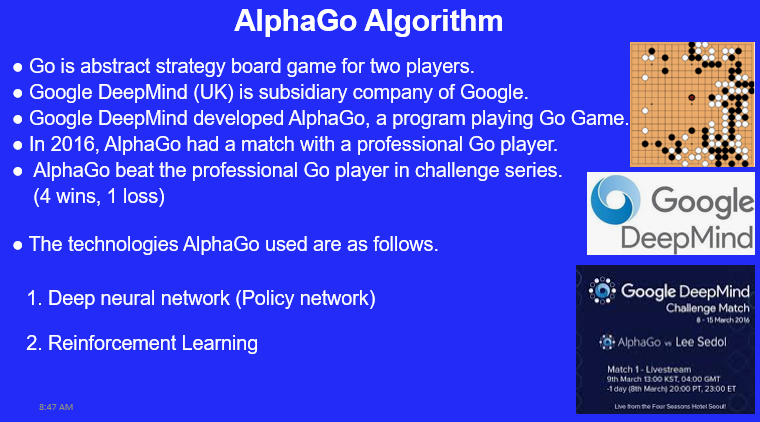 AlphaGo Algorithm
● Go is abstract strategy board game for two players.
● Google DeepMind (UK) is subsidiary company of Google.
● Google DeepMind developed AlphaGo, a program playing Go Game.
● In 2016, AlphaGo had a match with a professional Go player.
● AlphaGo beat the professional Go player in challenge series.
(4 wins, 1 loss)
● The technologies AlphaGo used are as follows.
1. Deep neural network (Policy network)
2. Reinforcement Learning
8:47 AM
Google
DeepMind
Google DeepMind
Challenge Match
8 - 15 March 2016
AlphaGo vs Lee Sedol
Match 1 - Livestream
9th March 13:00 KST, 04:00 GMT
-1 day (8th March) 20:00 PT, 23:00 ET
Live from the Four Seasons Hotel Seoul!